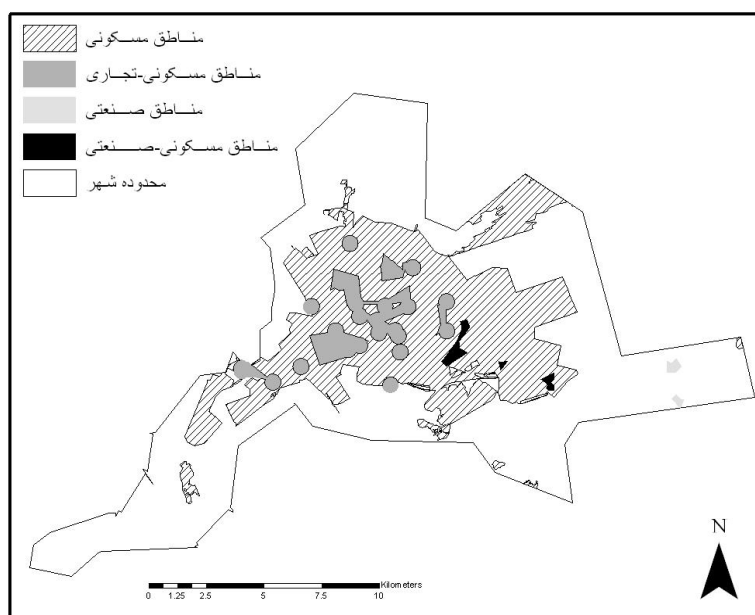 مناطق مسکونی
مناطق مسکونی-تجاری
مناطق صنعتی
مناطق مسکونی-صنعتی
محدوده شهر
N
Kilometers
0 1.25 2.5 5 7.5 10